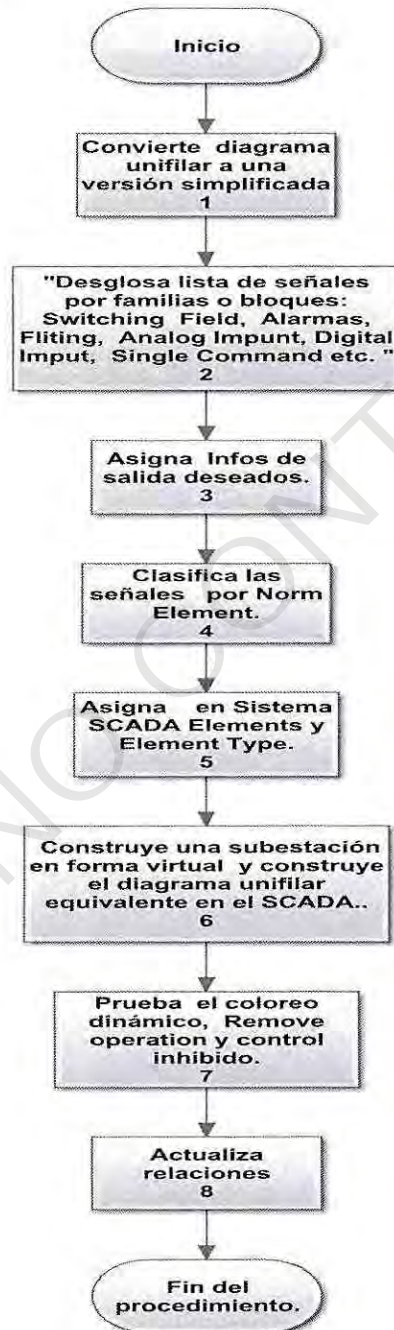 Inicio
Convierte diagrama
unifilar a una
versión simplificada
1
"Desglosa lista de señales
por familias o bloques:
Switching Field, Alarmas,
Fliting, Analog Impunt, Digital
Imput, Single Command etc. "
2
Asigna Infos de
salida deseados.
3
Clasifica las
señales por Norm
Element.
4
Asigna en Sistema
SCADA Elements y
Element Type.
5
Construye una subestación
en forma virtual y construye
el diagrama unifilar
equivalente en el SCADA..
6
Prueba el coloreo
dinámico, Remove
operation y control
inhibido.
7
Actualiza
relaciones
8
Fin del
procedimiento.
NO CONT